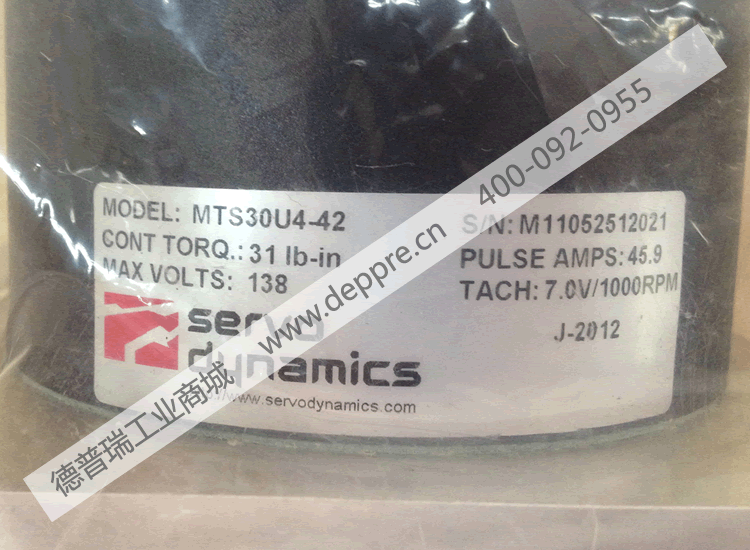 MODEL: MTS30U4-42
S/N: M11052512021
CONT TORQ.: 31 lb-in
PULSE AMPS: 45.9
MAX VOLTS: 138
TACH: 7.0V/1000RPM
J-2012
servo
dynamics
www.servodynamics.com
德普瑞工业商城 www.deppre.cn 400-092-0955